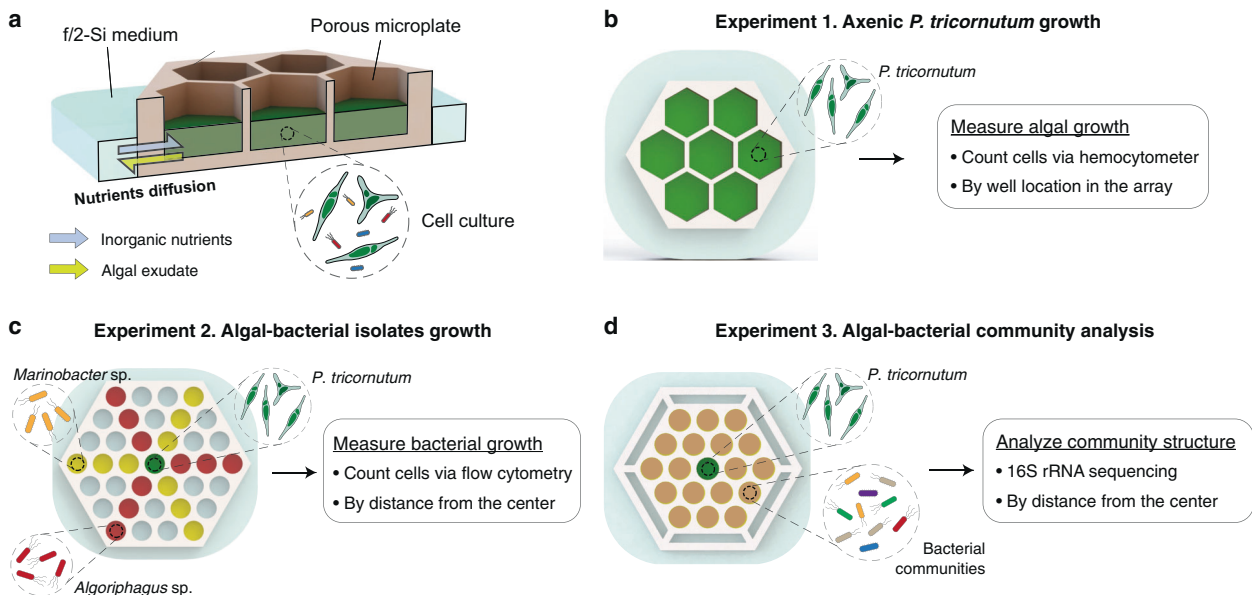 a
f/2-Si medium
Porous microplate
Nutrients diffusion
Inorganic nutrients
Algal exudate
Cell culture
b
Experiment 1. Axenic P. tricornutum growth
P. tricornutum
Measure algal growth
• Count cells via hemocytometer
• By well location in the array
c
Experiment 2. Algal-bacterial isolates growth
Marinobacter sp.
P. tricornutum
Algoriphagus sp.
Measure bacterial growth
• Count cells via flow cytometry
• By distance from the center
d
Experiment 3. Algal-bacterial community analysis
P. tricornutum
Bacterial
communities
Analyze community structure
• 16S rRNA sequencing
• By distance from the center